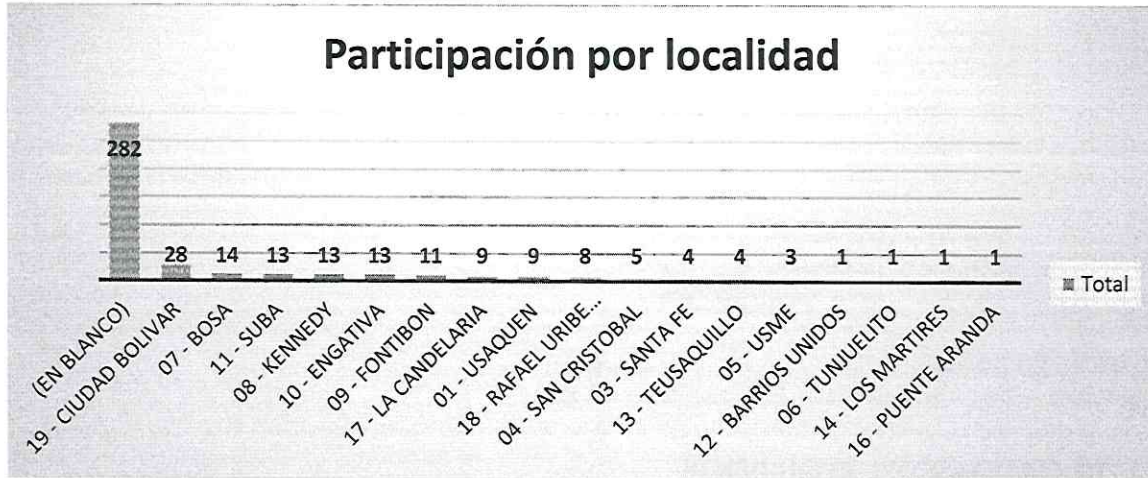 Participación por localidad
282
28
14
13
13
13
11
9
9
8
5
4
4
3
1
1
1
1
(EN BLANCO)
19 - CIUDAD BOLIVAR
07 - BOSA
11 - SUBA
08 - KENNEDY
10 - ENGATIVA
09 - FONTIBON
17 - LA CANDELARIA
01 - USAQUEN
18 - RAFAEL URIBE...
04 - SAN CRISTOBAL
03 - SANTA FE
13 - TEUSAQUILLO
05 - USME
12 - BARRIOS UNIDOS
06 - TUNJUELITO
14 - LOS MARTIRES
16 - PUENTE ARANDA
Total